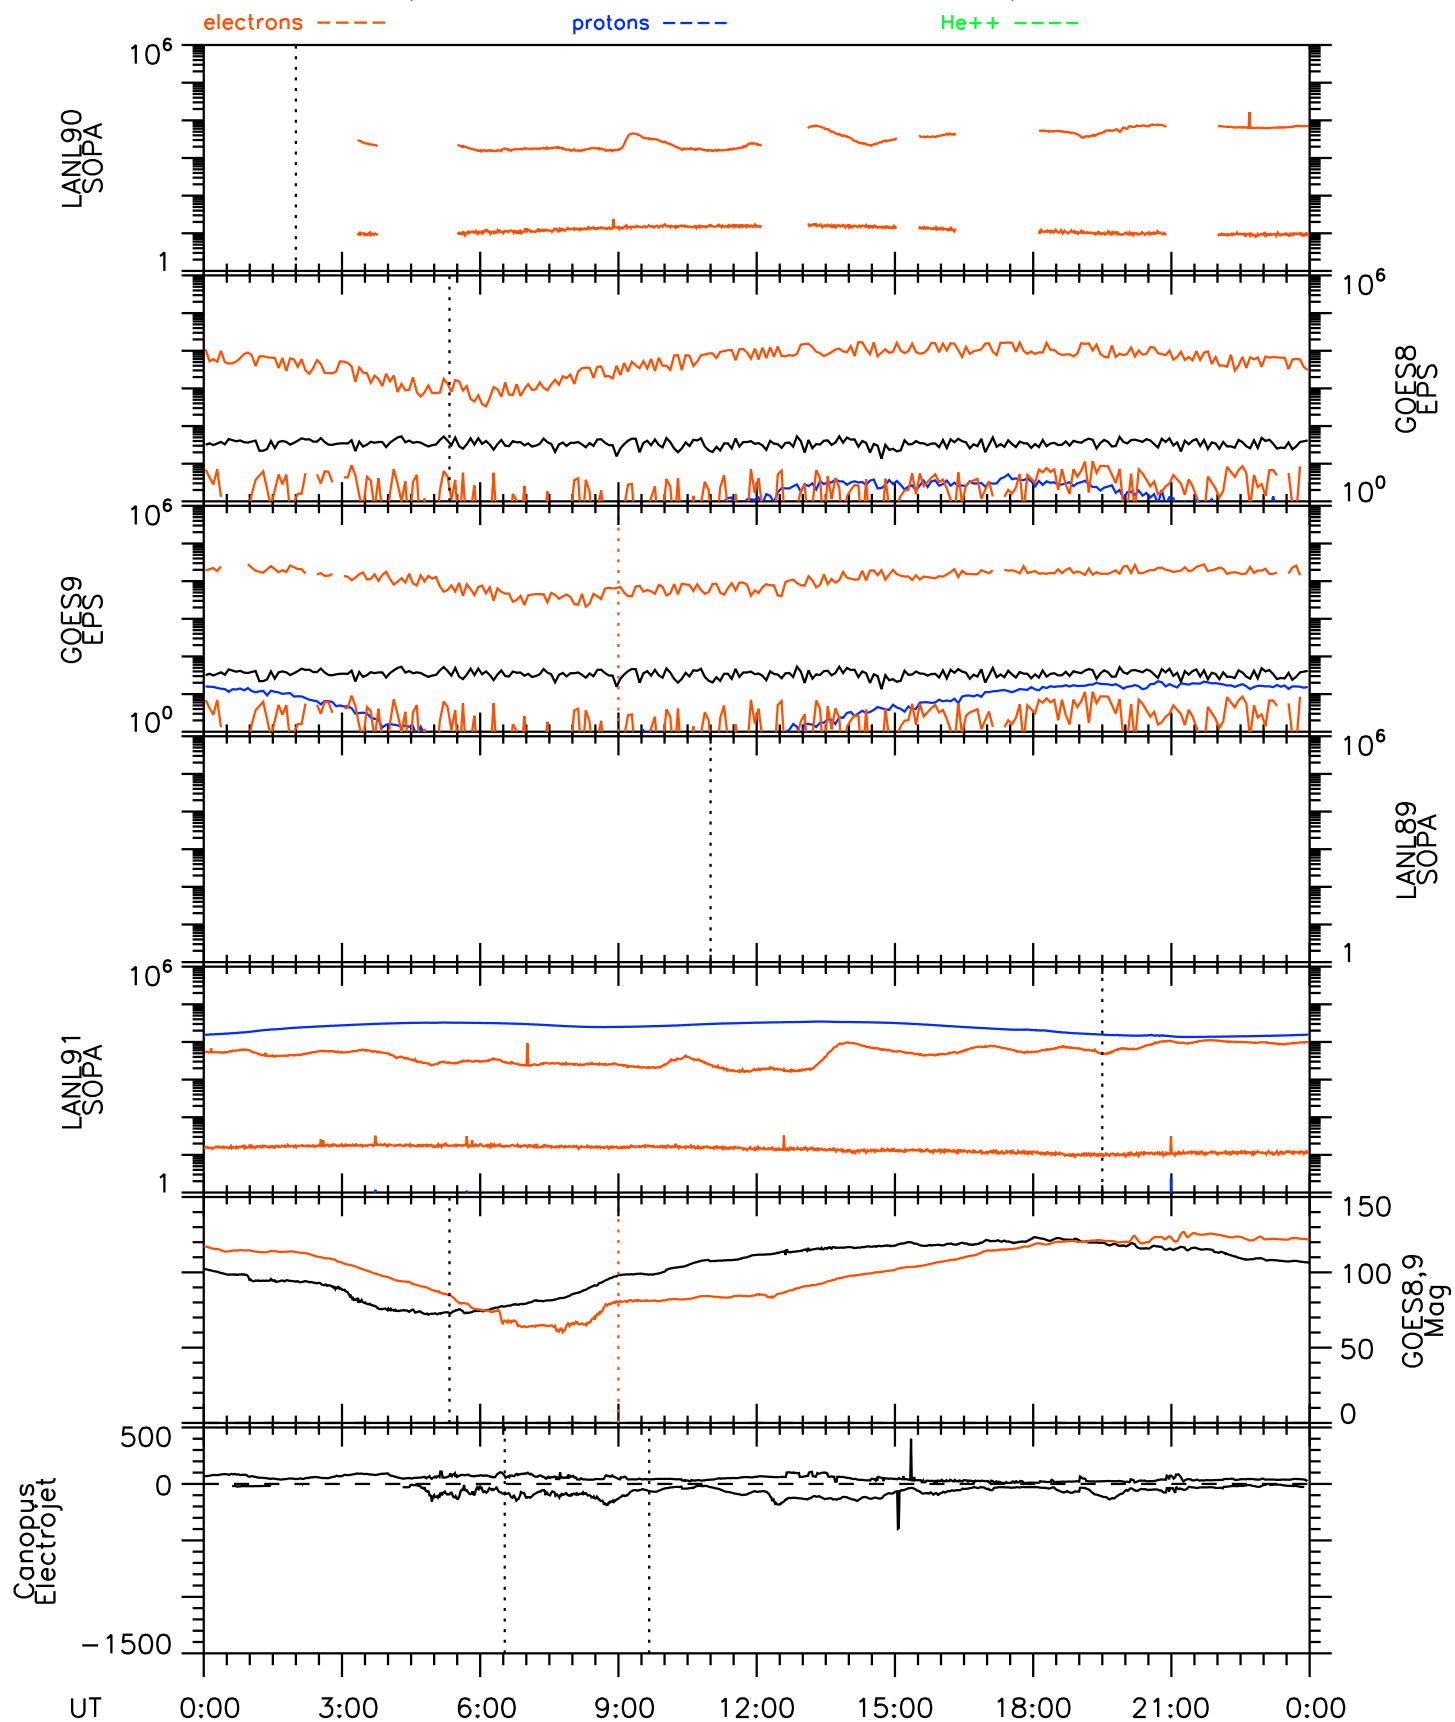 electrons protons He++
10⁶
LANL90
SOPA
1
10⁶
GOES8
EPS
10⁰
10⁶
GOES9
EPS
10⁰
10⁶
LANL89
SOPA
1
10⁶
LANL91
SOPA
1
150
100
GOES8,9
Mag
50
0
500
0
Canopus
Electrojet
-1500
UT 0:00 3:00 6:00 9:00 12:00 15:00 18:00 21:00 0:00